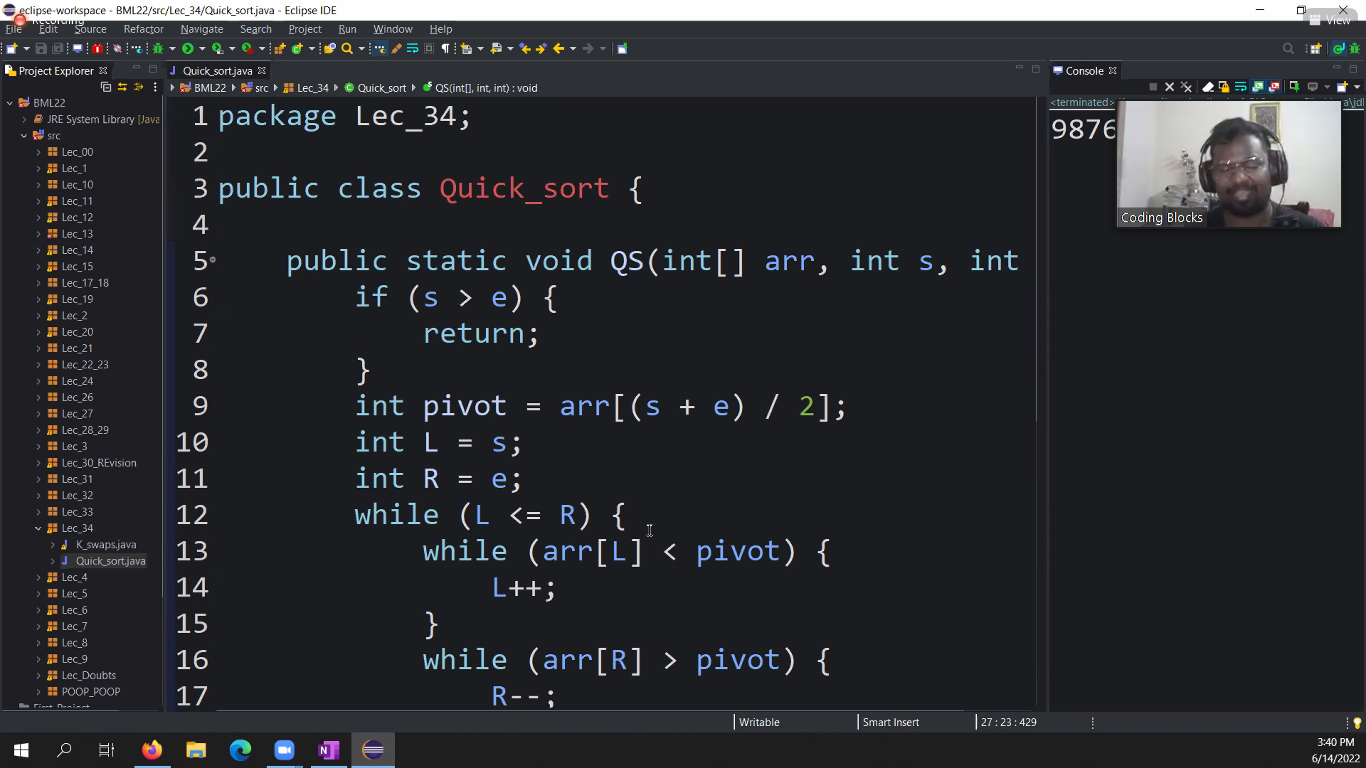 eclipse-workspace - BML22/src/Lec_34/Quick_sort.java - Eclipse IDE
Recording
View
File Edit Source Refactor Navigate Search Project Run Window Help
Project Explorer
Quick_sort.java
Console
BML22 src Lec_34 Quick_sort QS(int[], int, int) : void
<terminated>
9876
BML22
JRE System Library [Java
src
Lec_00
Lec_1
Lec_10
Lec_11
Lec_12
Lec_13
Lec_14
Lec_15
Lec_17_18
Lec_19
Lec_2
Lec_20
Lec_21
Lec_22_23
Lec_24
Lec_26
Lec_27
Lec_28_29
Lec_3
Lec_30_REvision
Lec_31
Lec_32
Lec_33
Lec_34
K_swaps.java
Quick_sort.java
Lec_4
Lec_5
Lec_6
Lec_7
Lec_8
Lec_9
Lec_Doubts
POOP_POOP
First_Project
1 package Lec_34;
2
3 public class Quick_sort {
4
5 public static void QS(int[] arr, int s, int
6 if (s > e) {
7 return;
8 }
9 int pivot = arr[(s + e) / 2];
10 int L = s;
11 int R = e;
12 while (L <= R) {
13 while (arr[L] < pivot) {
14 L++;
15 }
16 while (arr[R] > pivot) {
17 R--;
Coding Blocks
Writable
Smart Insert
27 : 23 : 429
3:40 PM
6/14/2022